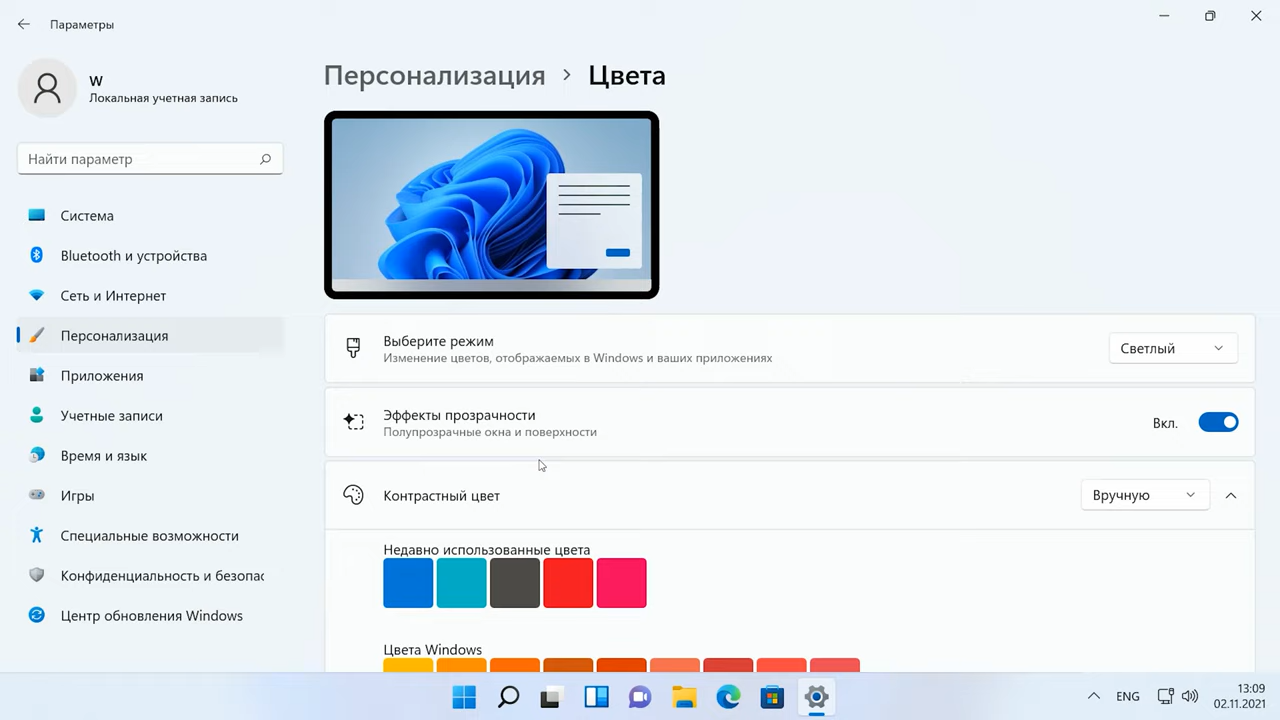 Параметры
W
Локальная учетная запись
Найти параметр
Система
Bluetooth и устройства
Сеть и Интернет
Персонализация
Приложения
Учетные записи
Время и язык
Игры
Специальные возможности
Конфиденциальность и безопас
Центр обновления Windows
Персонализация > Цвета
Выберите режим
Изменение цветов, отображаемых в Windows и ваших приложениях
Светлый
Эффекты прозрачности
Полупрозрачные окна и поверхности
Вкл.
Контрастный цвет
Вручную
Недавно использованные цвета
Цвета Windows
ENG
13:09
02.11.2021